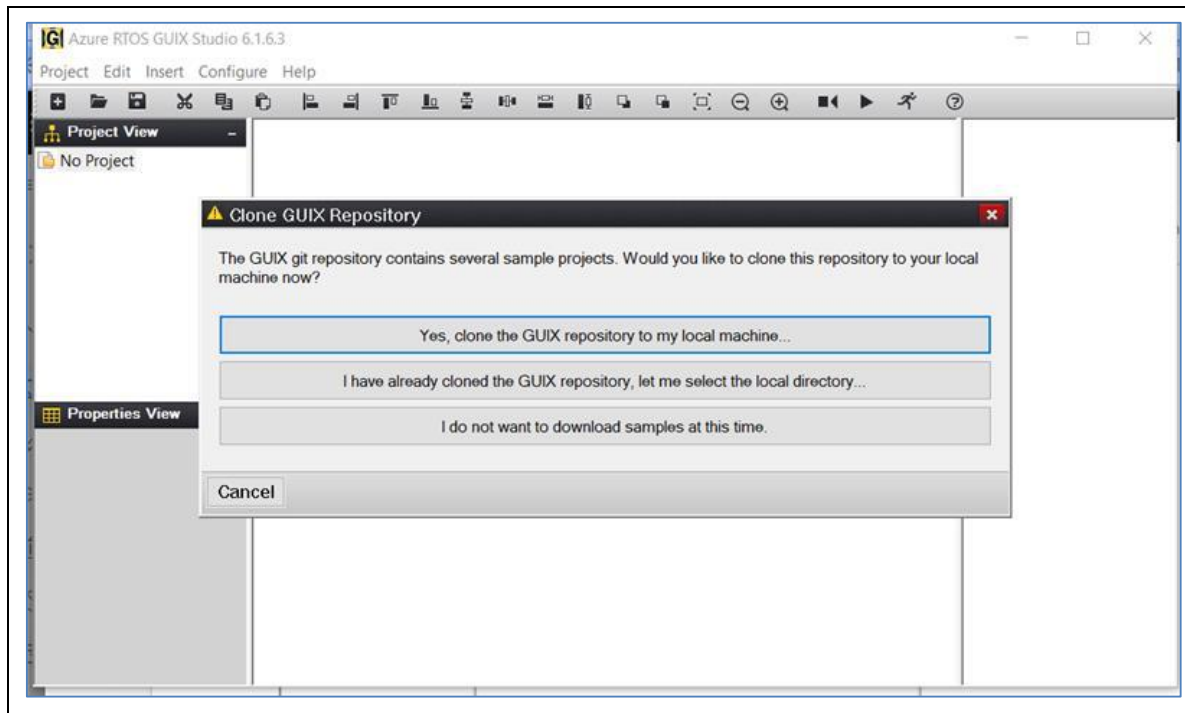 Azure RTOS GUIX Studio 6.1.6.3
Project Edit Insert Configure Help
Project View
No Project
Clone GUIX Repository
The GUIX git repository contains several sample projects. Would you like to clone this repository to your local
machine now?
Yes, clone the GUIX repository to my local machine...
I have already cloned the GUIX repository, let me select the local directory...
Properties View
I do not want to download samples at this time.
Cancel